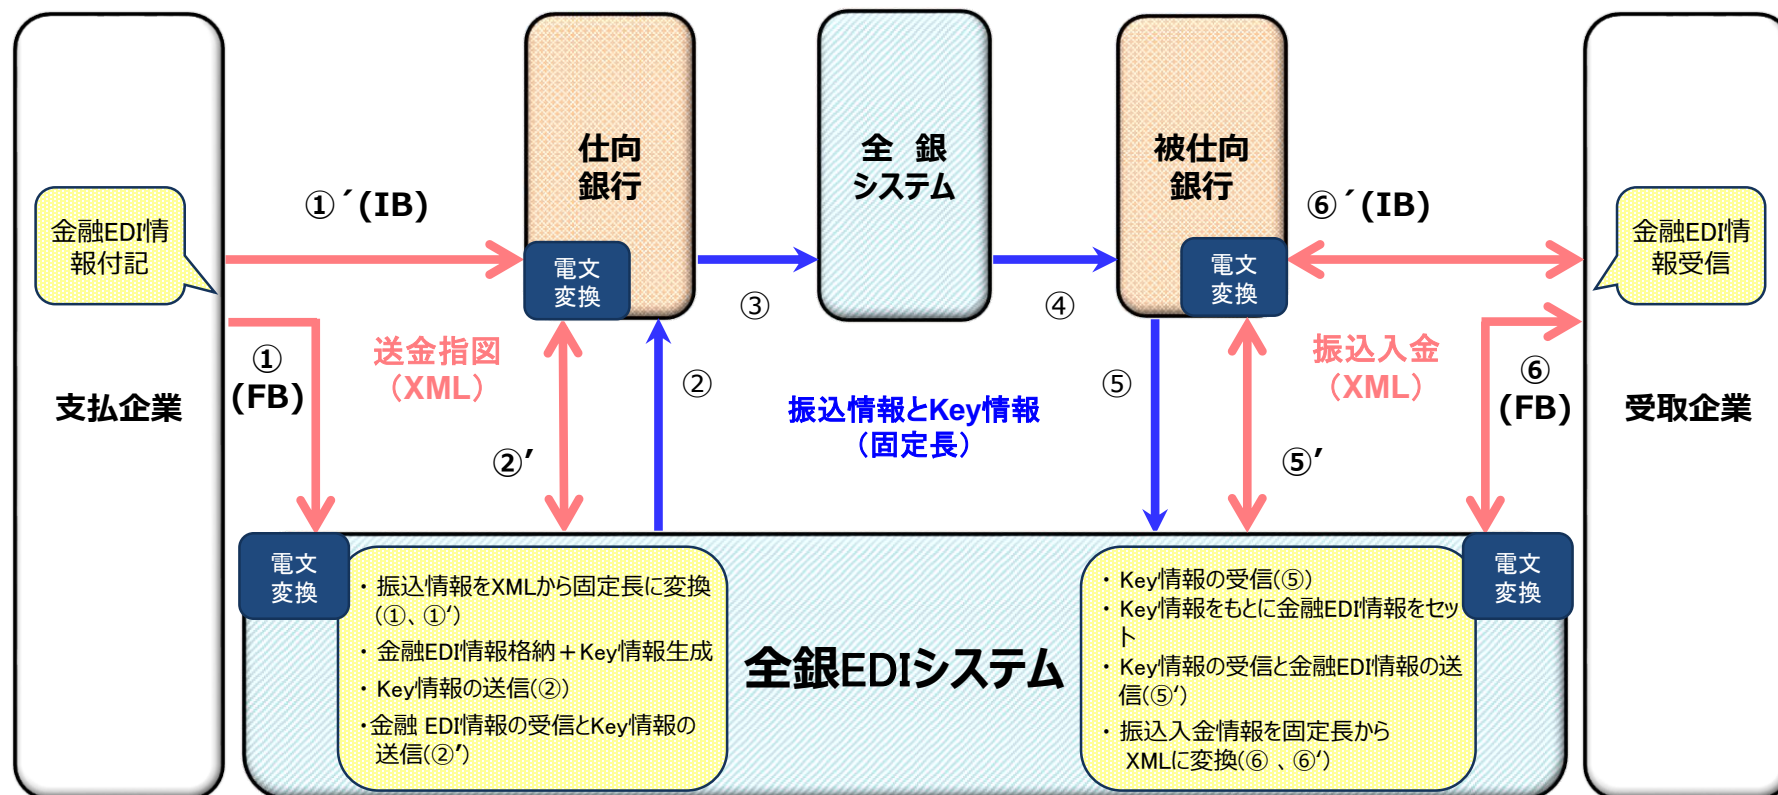 仕向
銀行
全 銀
システム
被仕向
銀行
①´(IB)
⑥´(IB)
金融EDI情
報付記
金融EDI情
報受信
電文
変換
電文
変換
③
④
①
(FB)
送金指図
(XML)
②
⑤
振込入金
(XML)
⑥
(FB)
支払企業
振込情報とKey情報
(固定長)
受取企業
②’
⑤’
電文
変換
・ 振込情報をXMLから固定長に変換
(①、①‘)
・ 金融EDI情報格納+Key情報生成
・ Key情報の送信(②)
・金融 EDI情報の受信とKey情報の
送信(②’)
全銀EDIシステム
・ Key情報の受信(⑤)
・ Key情報をもとに金融EDI情報をセッ
ト
・ Key情報の受信と金融EDI情報の送
信(⑤‘)
・ 振込入金情報を固定長から
XMLに変換(⑥ 、⑥‘)
電文
変換